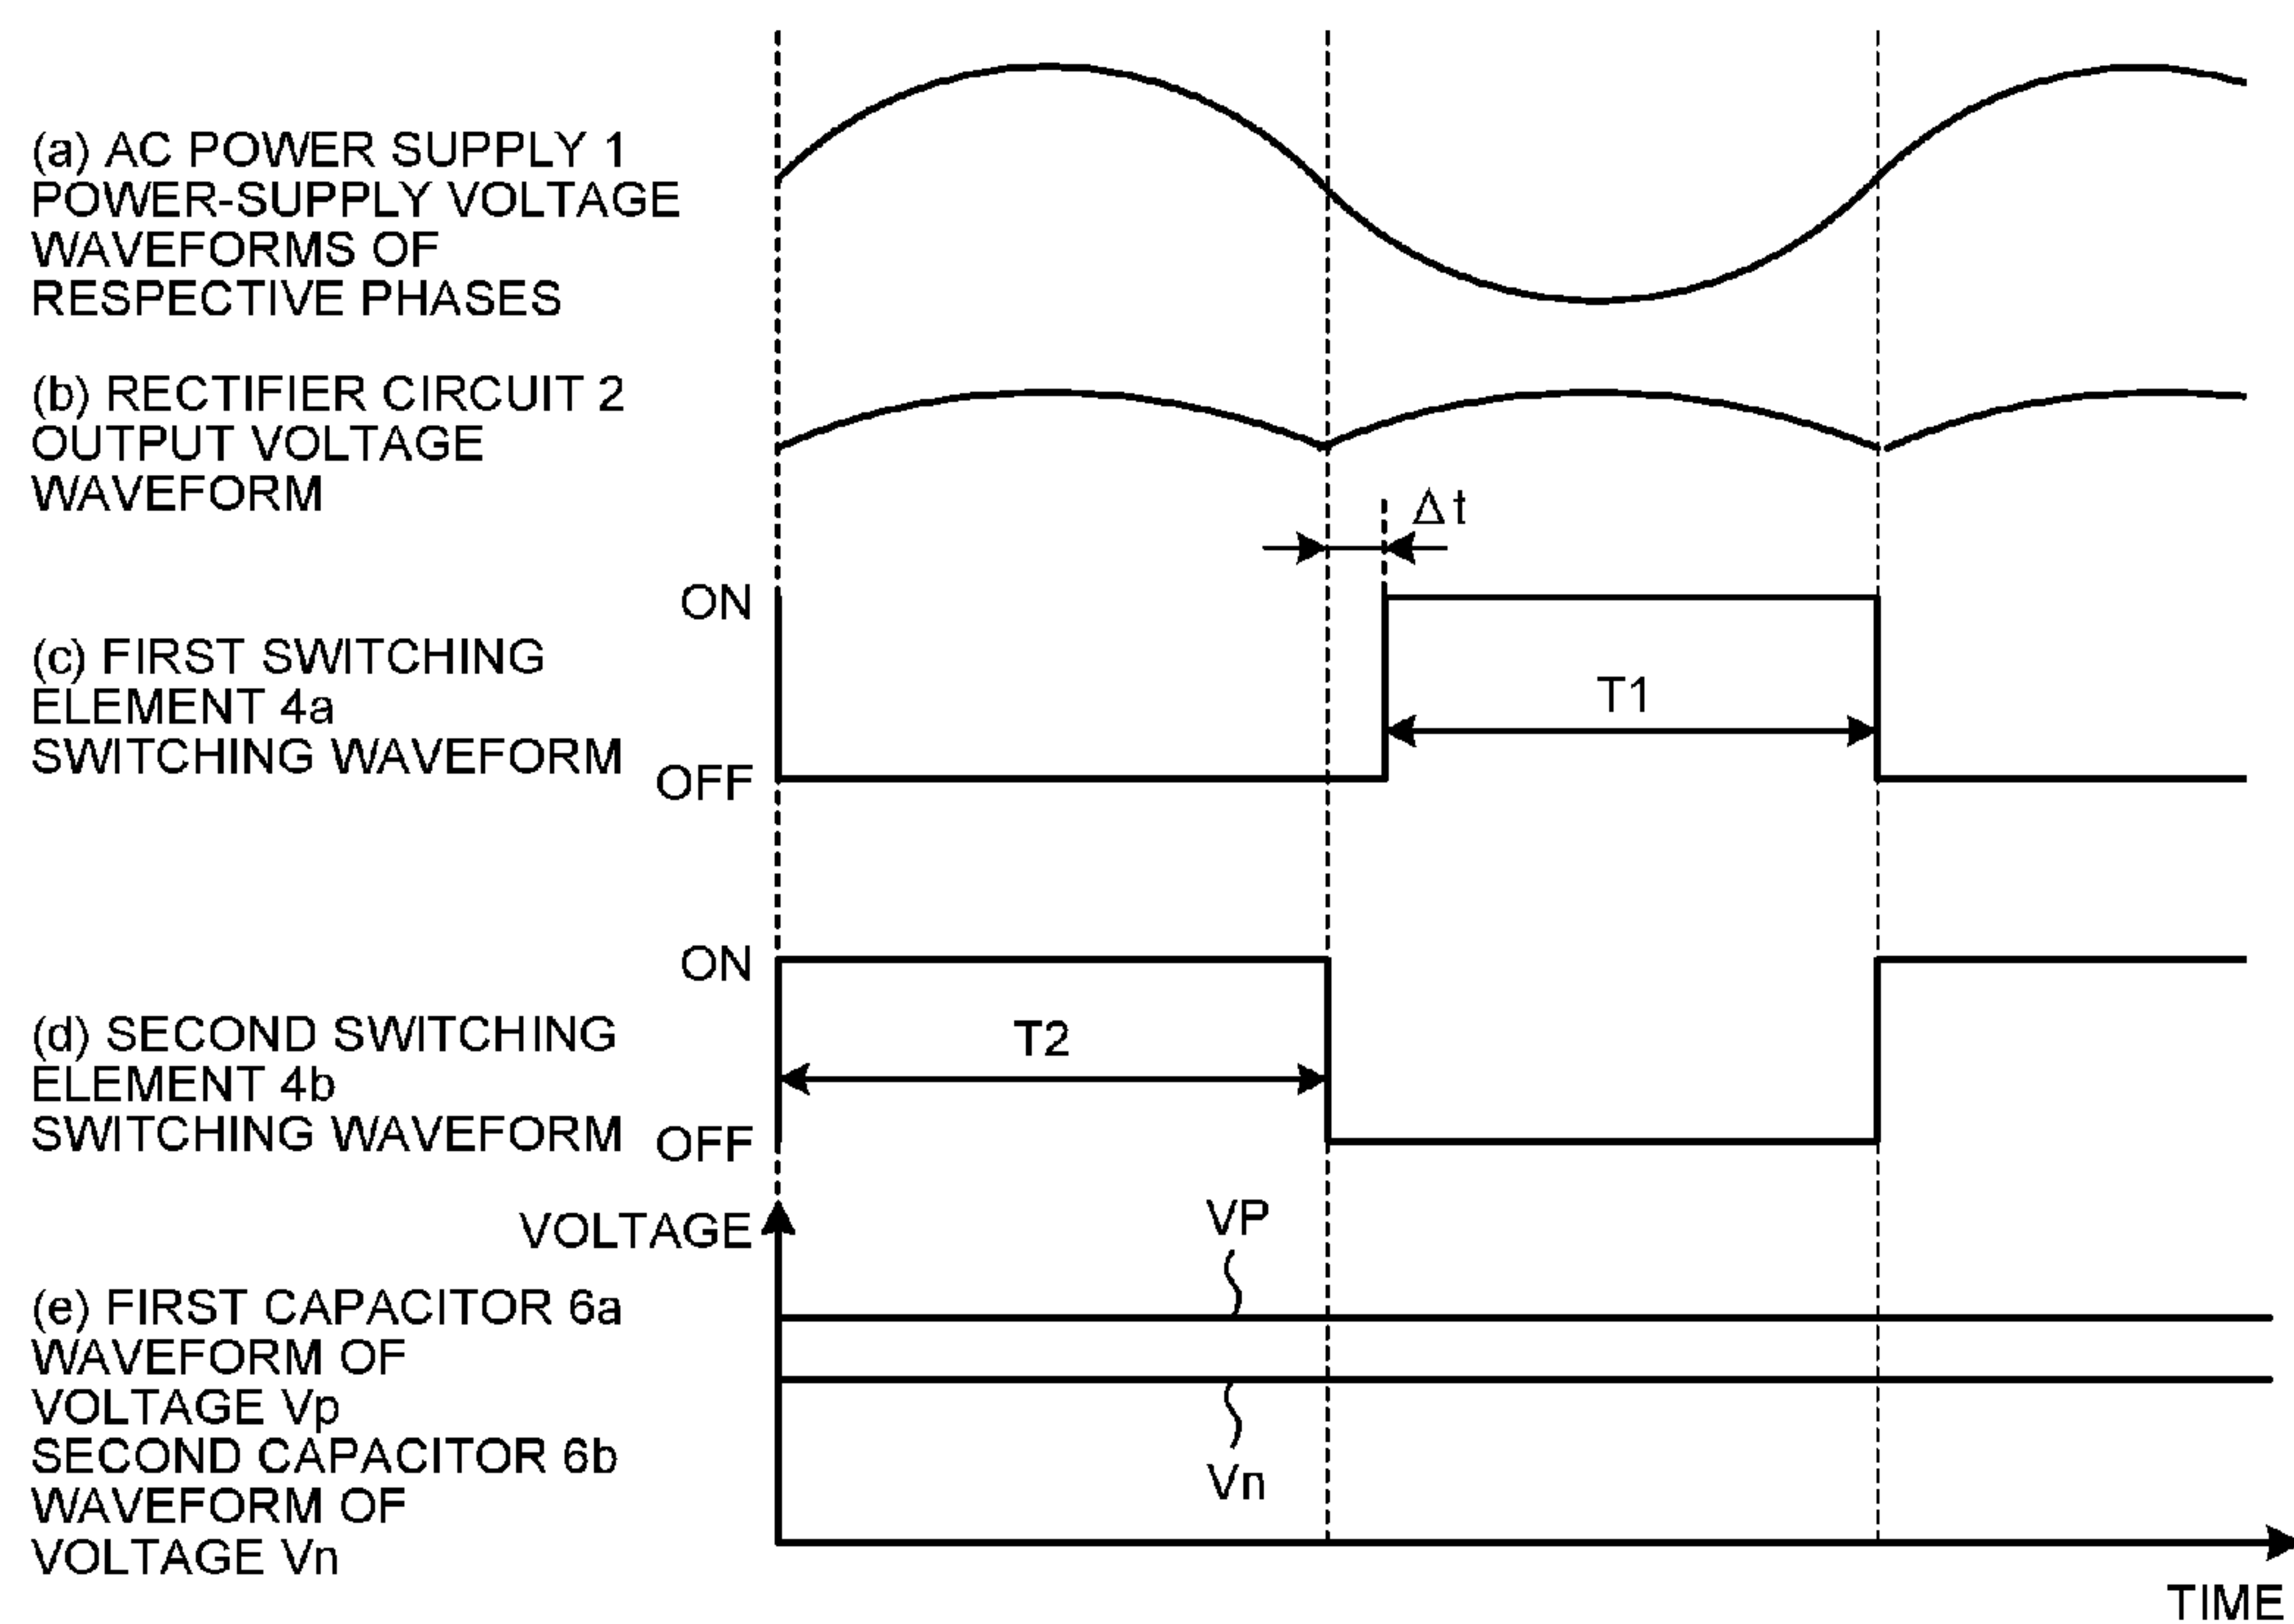 (a) AC POWER SUPPLY 1
POWER-SUPPLY VOLTAGE
WAVEFORMS OF
RESPECTIVE PHASES
(b) RECTIFIER CIRCUIT 2
OUTPUT VOLTAGE
WAVEFORM
Δt
ON
(c) FIRST SWITCHING
ELEMENT 4a
SWITCHING WAVEFORM
T1
OFF
ON
(d) SECOND SWITCHING
ELEMENT 4b
SWITCHING WAVEFORM
T2
OFF
VOLTAGE
VP
(e) FIRST CAPACITOR 6a
WAVEFORM OF
VOLTAGE Vp
SECOND CAPACITOR 6b
WAVEFORM OF
VOLTAGE Vn
Vn
TIME